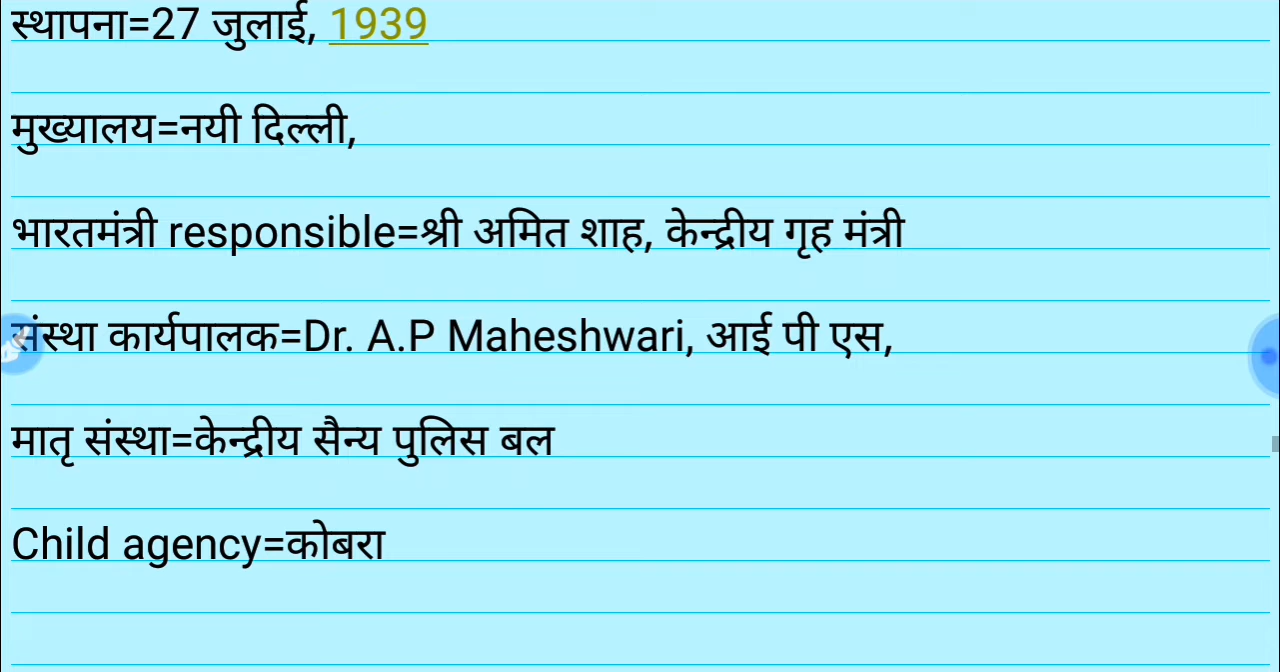 स्थापना=27 जुलाई, 1939
मुख्यालय=नयी दिल्ली,
भारतमंत्री responsible=श्री अमित शाह, केन्द्रीय गृह मंत्री
संस्था कार्यपालक=Dr. A.P Maheshwari, आई पी एस,
मातृ संस्था=केन्द्रीय सैन्य पुलिस बल
Child agency=कोबरा